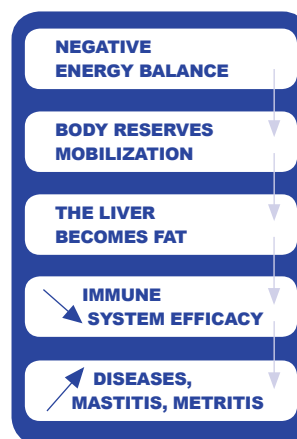 NEGATIVE
ENERGY BALANCE
BODY RESERVES
MOBILIZATION
THE LIVER
BECOMES FAT
IMMUNE
SYSTEM EFFICACY
DISEASES,
MASTITIS, METRITIS